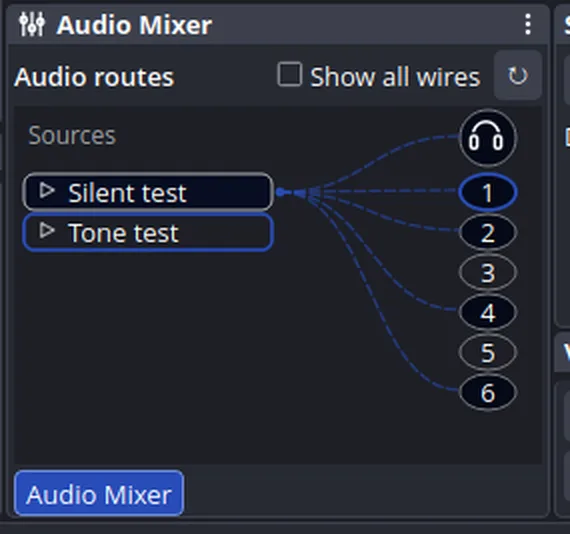 Audio Mixer
Audio routes
Show all wires
Sources
Silent test
1
Tone test
2
3
4
5
6
Audio Mixer